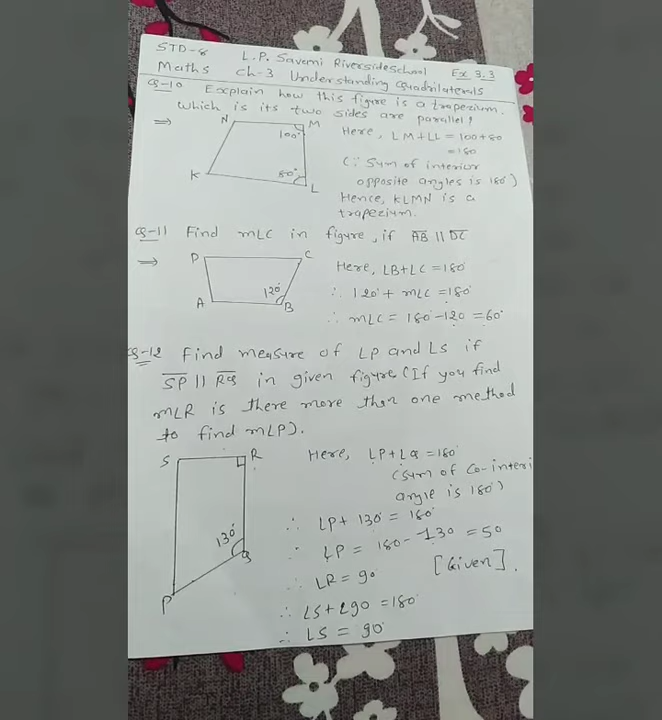 STD-8 L.P. Savani Riverside School Ex 3.3
Maths Ch-3 Understanding Quadrilaterals
Q-10 Explain how this figure is a trapezium.
Which is its two sides are parallel?
⇒ N M Here, ∠M+∠L = 100+80
100° = 180
(∵ Sum of interior
K 80° L opposite angles is 180°)
Hence, KLMN is a
trapezium.
Q-11 Find m∠C in figure, if AB || DC
⇒ D C Here, ∠B+∠C = 180°
A 120° B ∴ 120° + m∠C = 180°
∴ m∠C = 180°-120 = 60°
Q-12 Find measure of ∠P and ∠S if
SP || RQ in given figure (If you find
m∠R is there more than one method
to find m∠P).
S R Here, ∠P+∠Q = 180°
(Sum of Co-interi
angle is 180°)
∴ ∠P+ 130° = 180°
130° Q ∴ ∠P = 180-130 = 50
∴ ∠R = 90° [Given].
P ∴ ∠S+∠90 = 180°
∴ ∠S = 90°